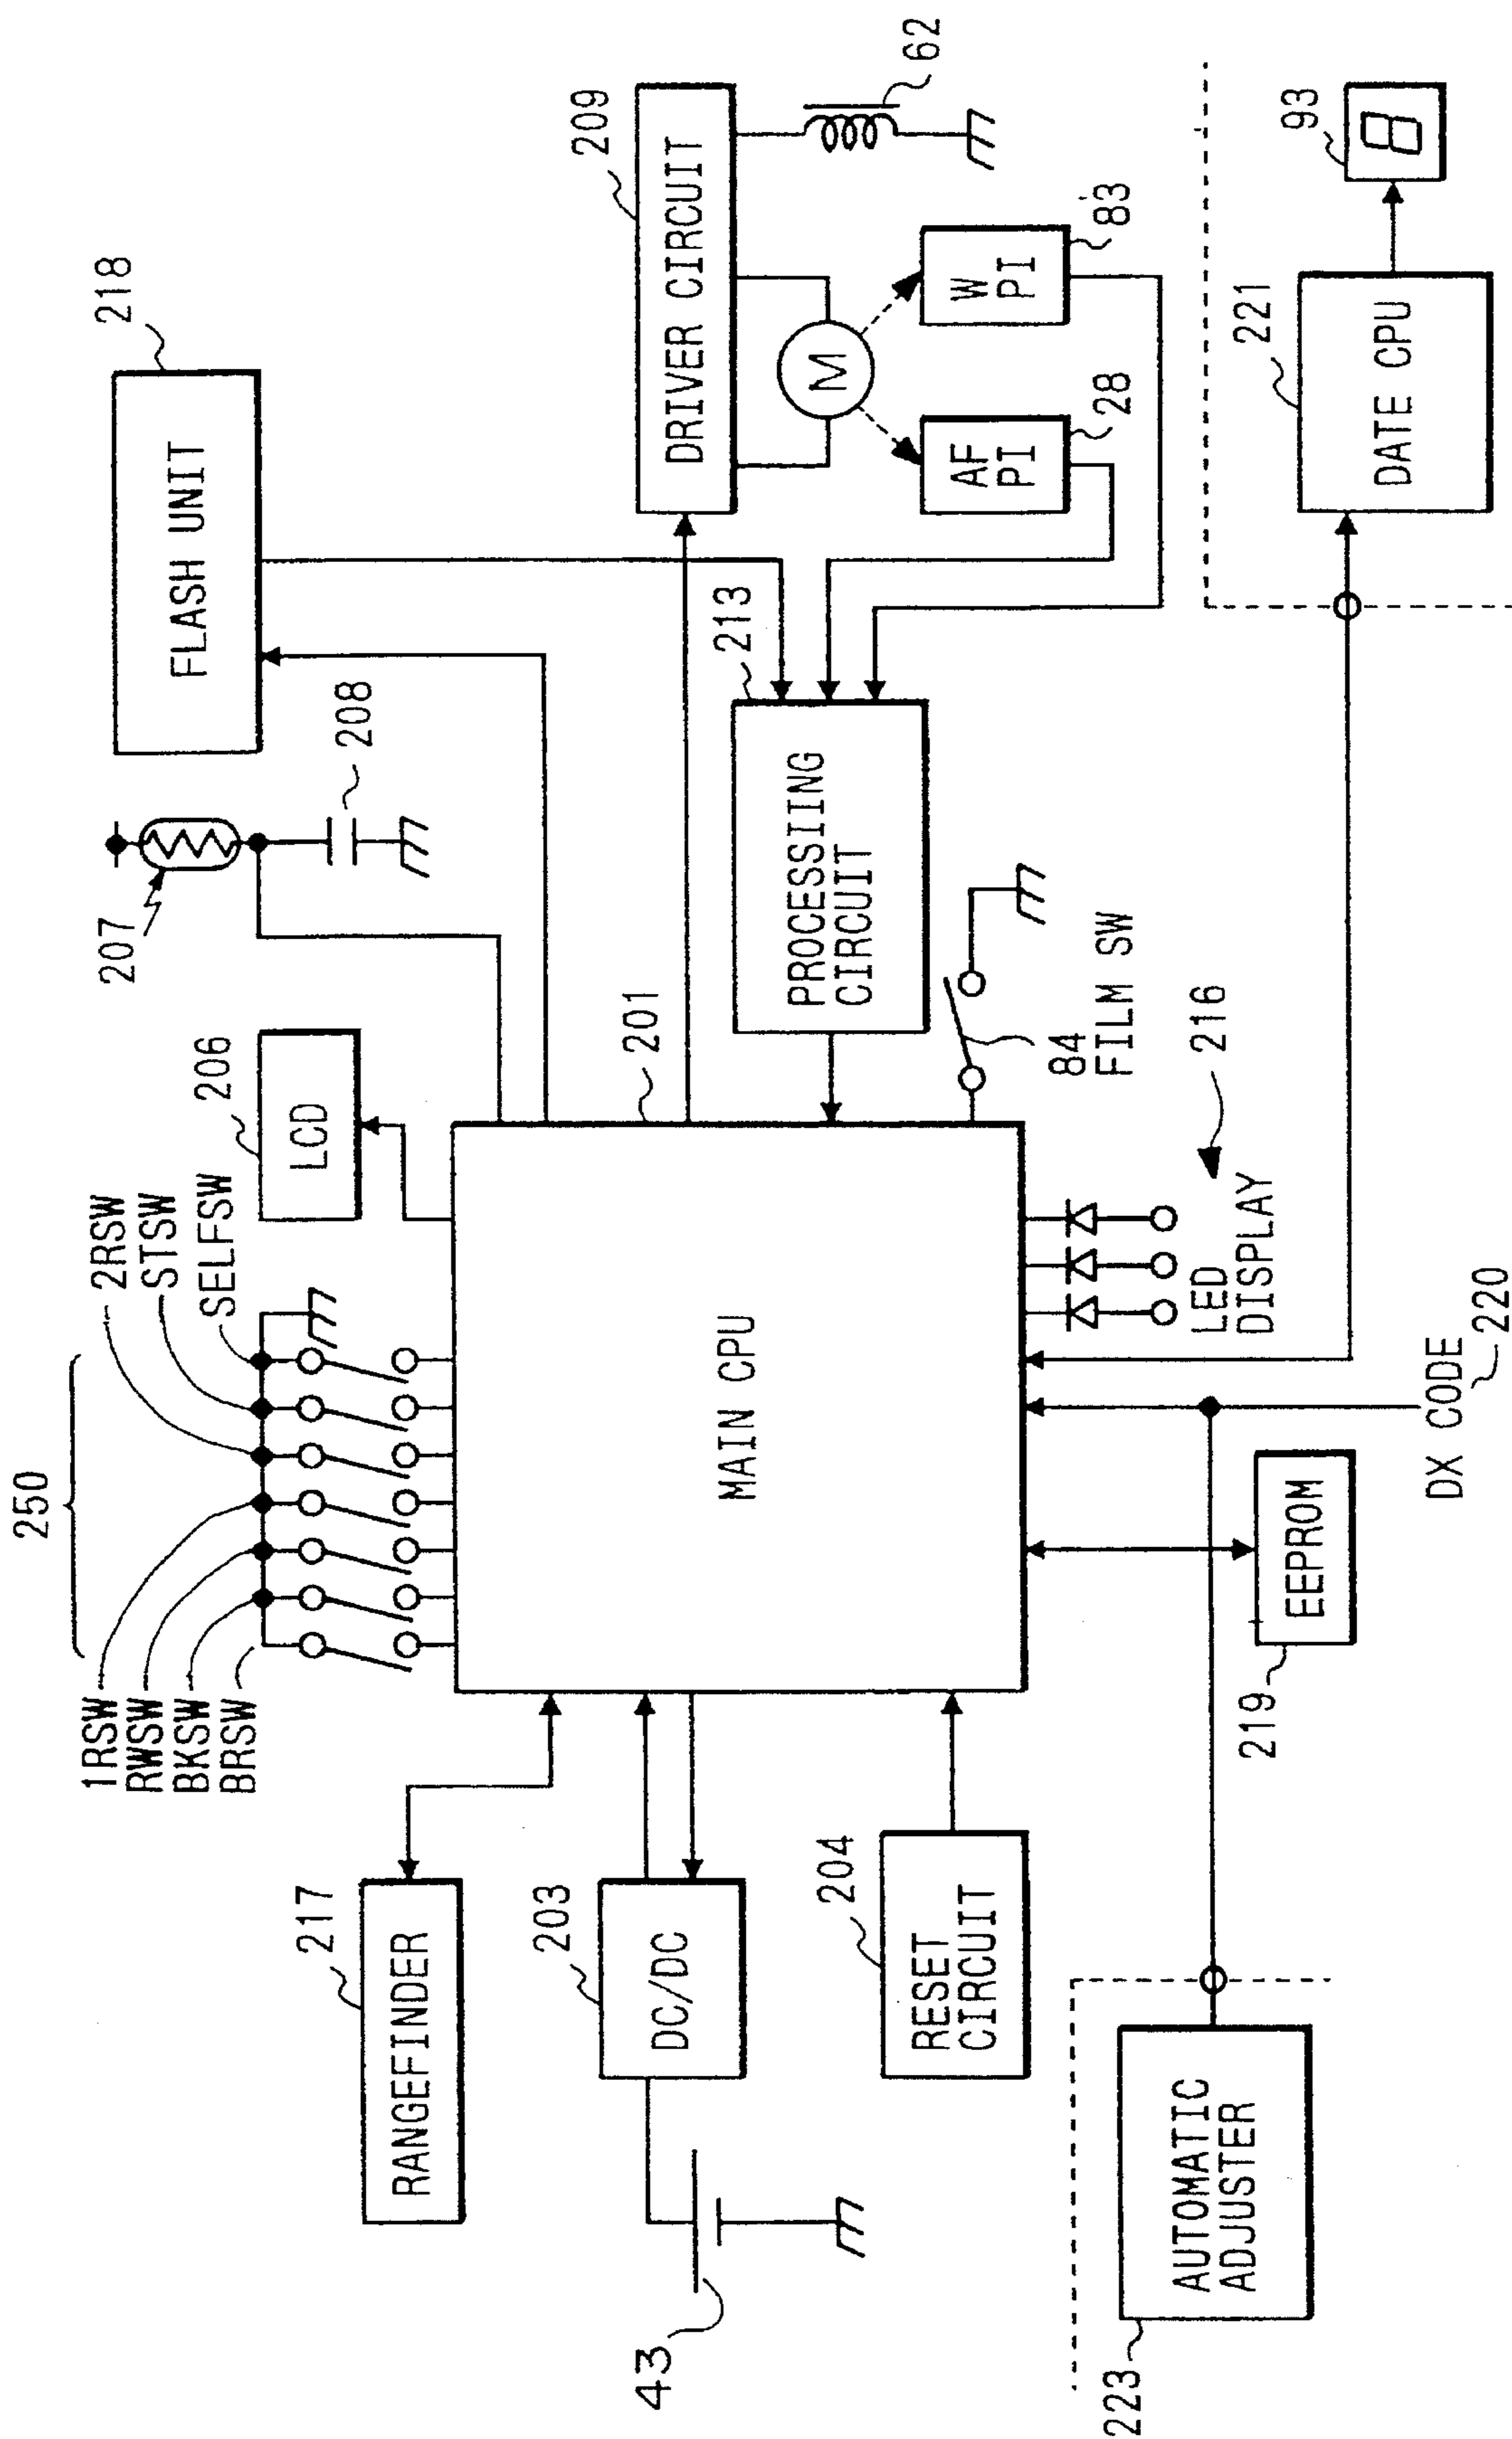 250
1RSW
RWSW
BKSW
BRSW
2RSW
STSW
SELFSW
206
LCD
207
208
218
FLASH UNIT
217
RANGEFINDER
203
DC/DC
43
204
RESET
CIRCUIT
201
MAIN CPU
209
DRIVER CIRCUIT
62
M
AF
PI
28
W
PI
83
213
PROCESSIING
CIRCUIT
84
FILM SW
216
LED
DISPLAY
219
EEPROM
DX CODE
220
223
AUTOMATIC
ADJUSTER
221
DATE CPU
93
8